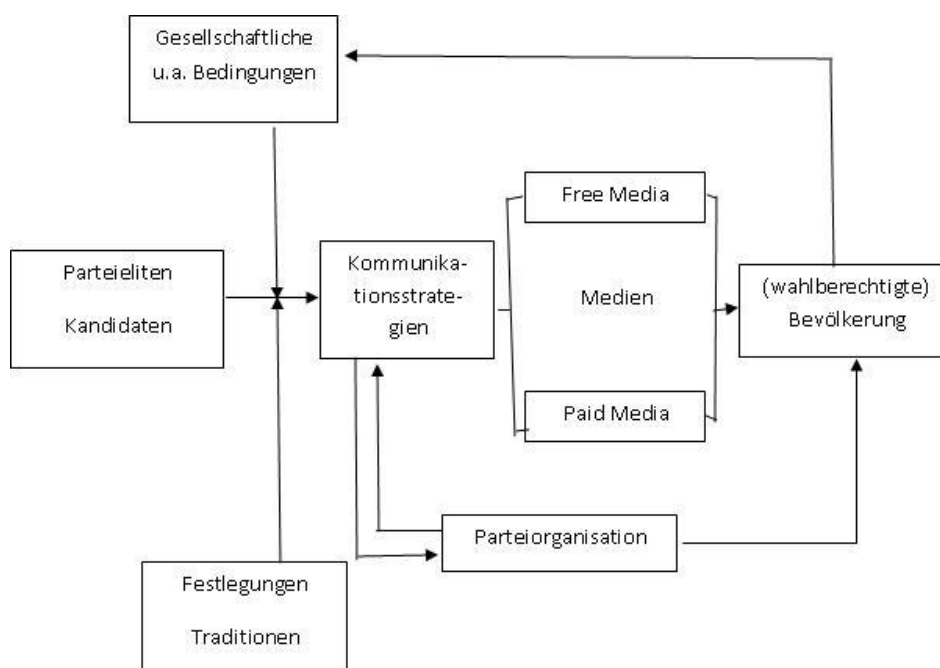 Gesellschaftliche
u.a. Bedingungen
Free Media
Parteieliten
Kandidaten
Kommunika-
tionsstrate-
gien
Medien
(wahlberechtigte)
Bevölkerung
Paid Media
Parteiorganisation
Festlegungen
Traditionen